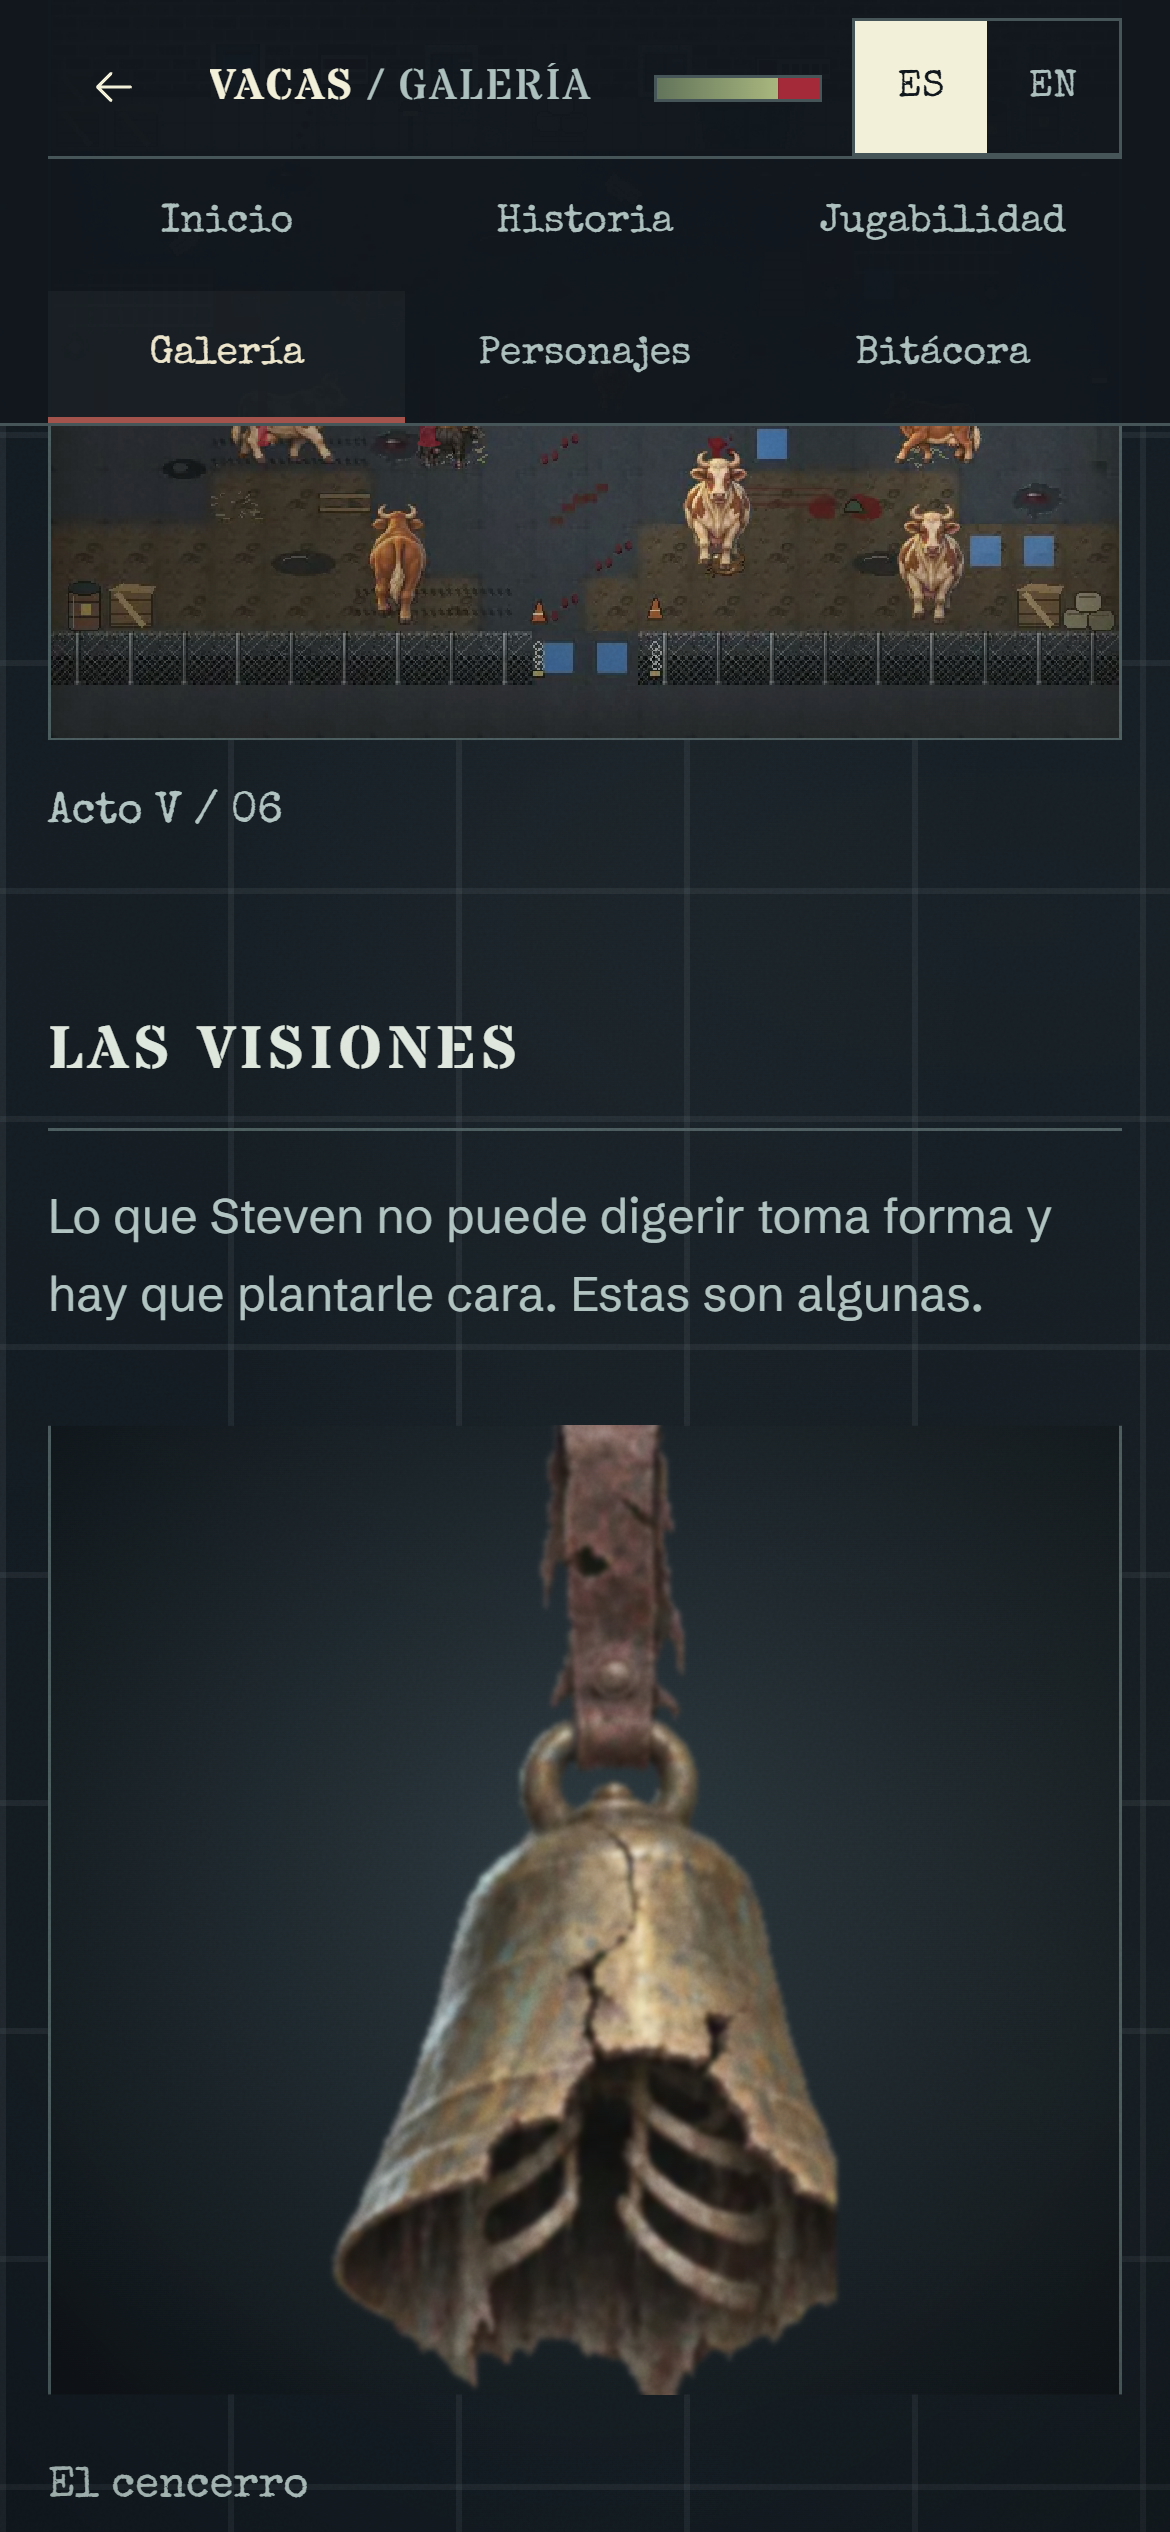 VACAS / GALERÍA
ES
EN
Inicio
Historia
Jugabilidad
Galería
Personajes
Bitácora
Acto V / 06
LAS VISIONES
Lo que Steven no puede digerir toma forma y
hay que plantarle cara. Estas son algunas.
El cencerro